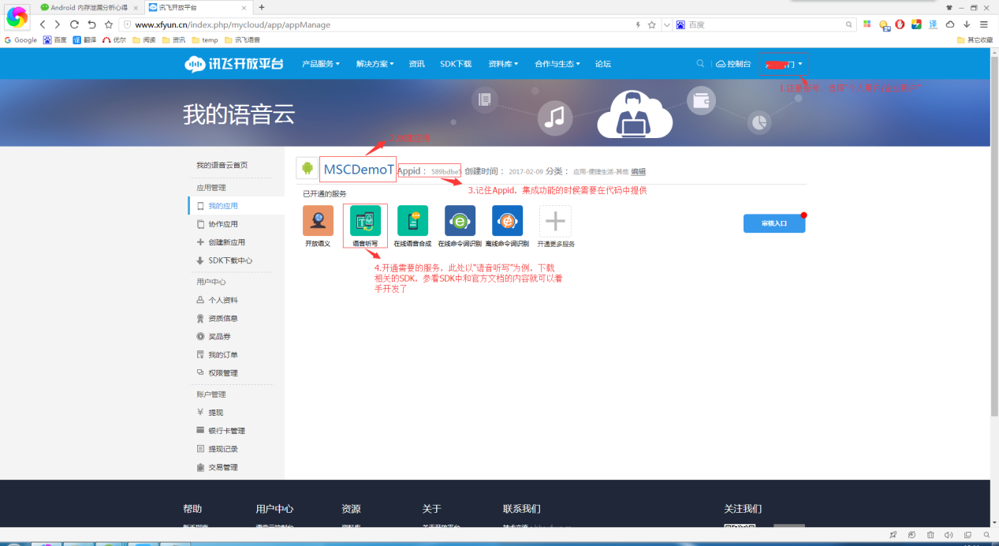 Android 内存泄漏分析心得
讯飞开放平台
www.xfyun.cn/index.php/mycloud/app/appManage
百度
Google 百度 翻译 优尔 阅读 资讯 temp 讯飞语音
其它收藏
讯飞开放平台 产品服务 解决方案 资讯 SDK下载 资料库 合作与生态 论坛 控制台 门
我的语音云
我的语音云首页
应用管理
我的应用
协作应用
创建新应用
SDK下载中心
用户中心
个人资料
资质信息
奖品券
我的订单
权限管理
账户管理
提现
银行卡管理
提现记录
交易管理
MSCDemoT Appid： 589bdbe5 创建时间： 2017-02-09 分类： 应用-便捷生活-其他 编辑
3.记住Appid，集成功能的时候需要在代码中提供
已开通的服务
开放语义 语音听写 在线语音合成 在线命令词识别 离线命令词识别 开通更多服务
审核入口
4.开通需要的服务，此处以“语音听写”为例，下载
相关的SDK，参看SDK中和官方文档的内容就可以着
手开发了
帮助 用户中心 资源 关于 联系我们 关注我们